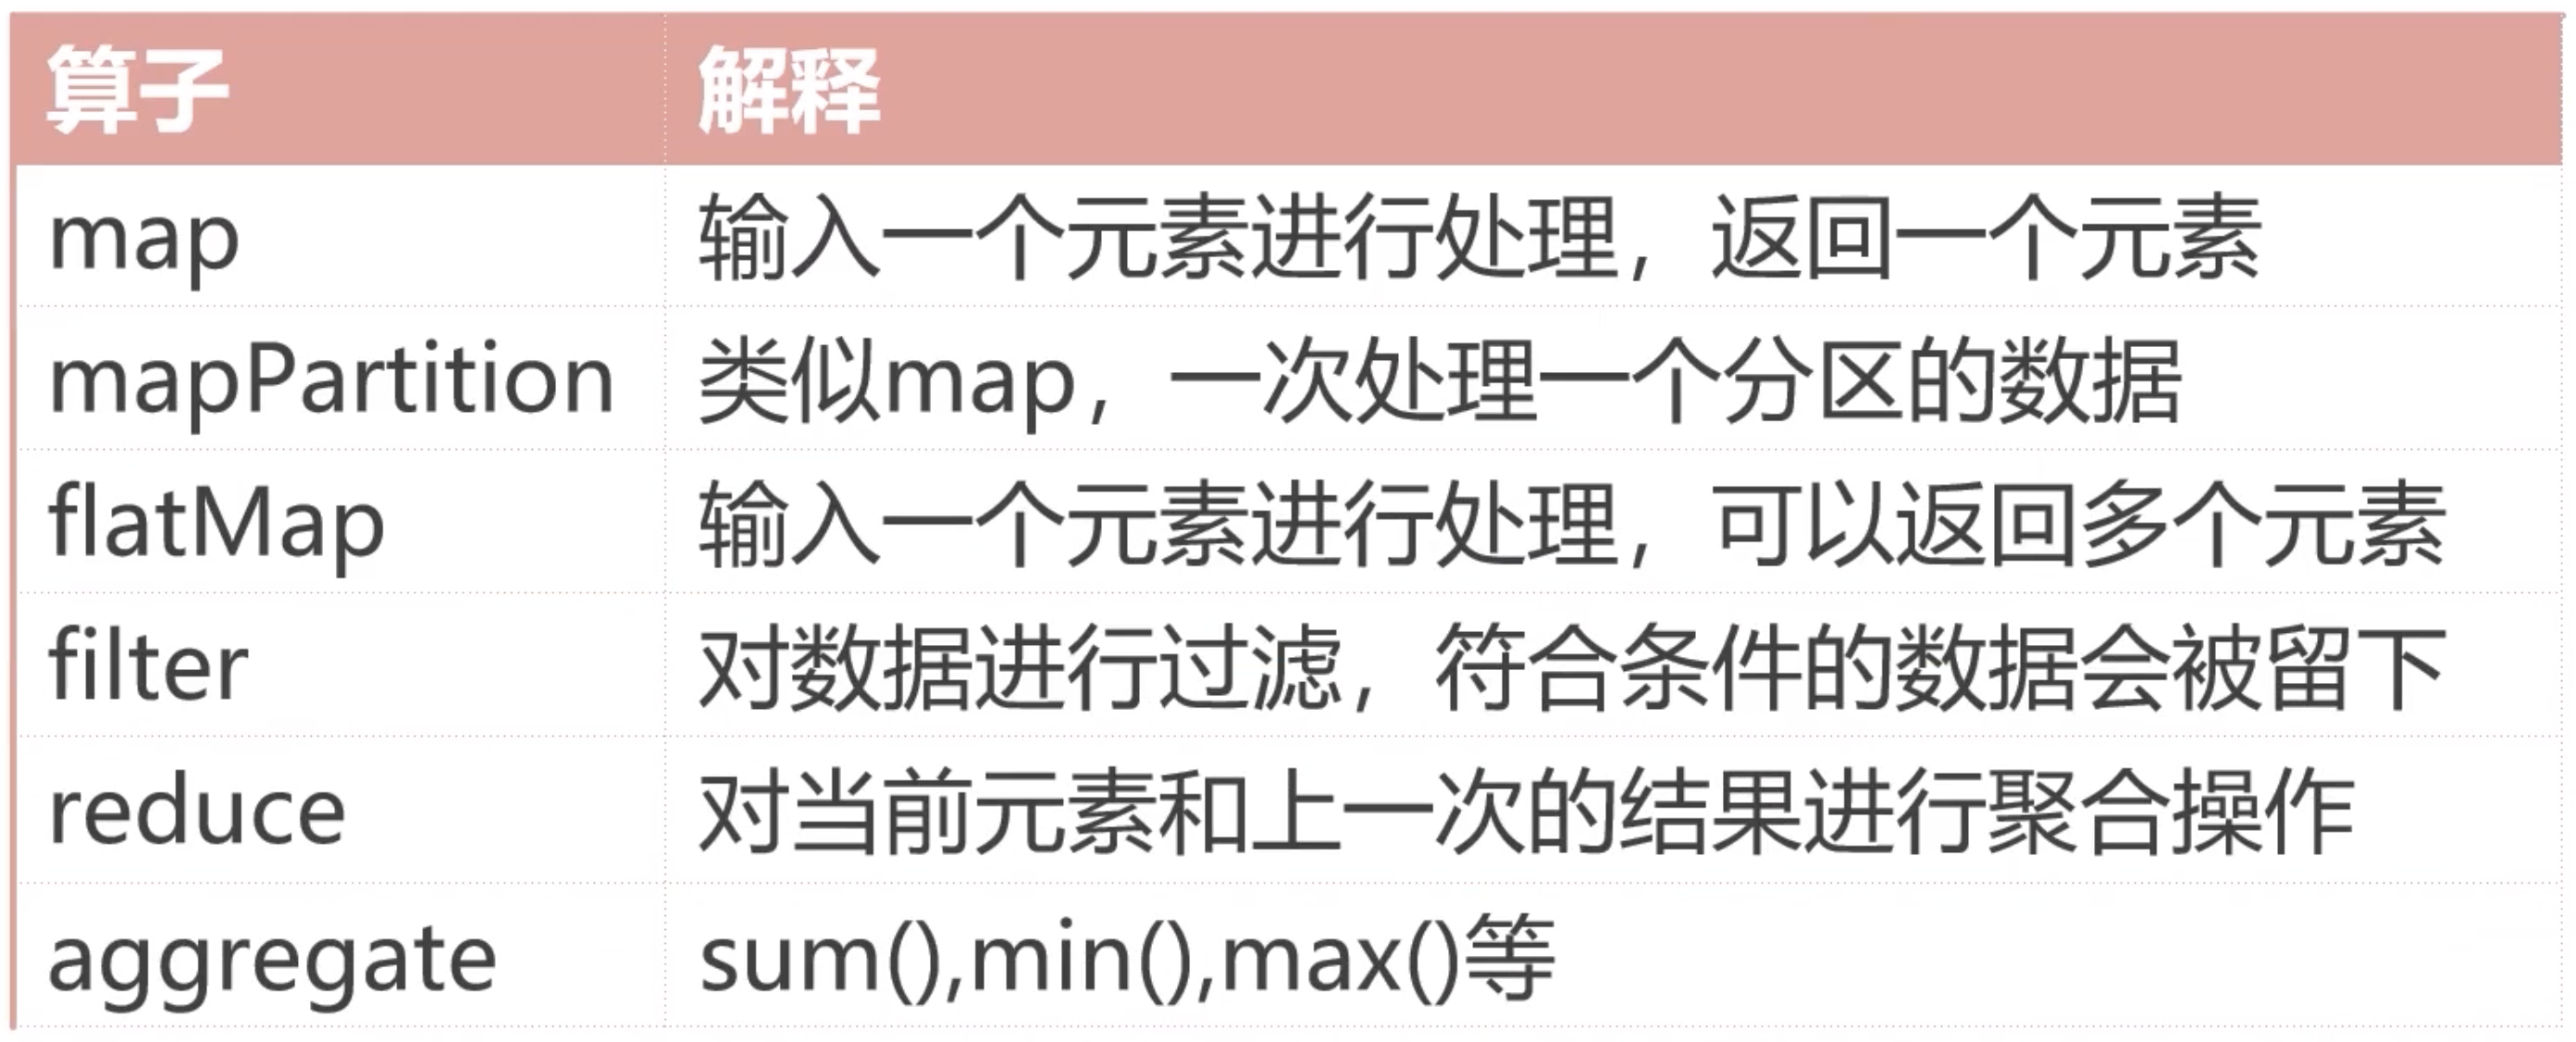 算子 解释
map 输入一个元素进行处理，返回一个元素
mapPartition 类似map，一次处理一个分区的数据
flatMap 输入一个元素进行处理，可以返回多个元素
filter 对数据进行过滤，符合条件的数据会被留下
reduce 对当前元素和上一次的结果进行聚合操作
aggregate sum(),min(),max()等